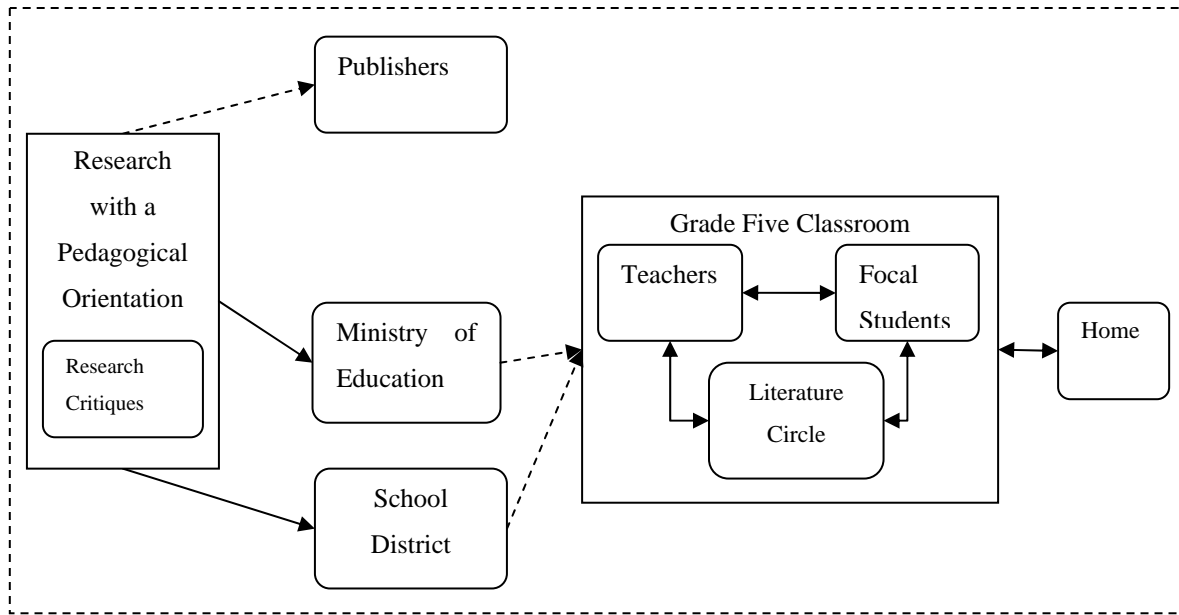 Publishers
Research
with a
Pedagogical
Orientation
Research
Critiques
Ministry of
Education
School
District
Grade Five Classroom
Teachers
Focal
Students
Literature
Circle
Home